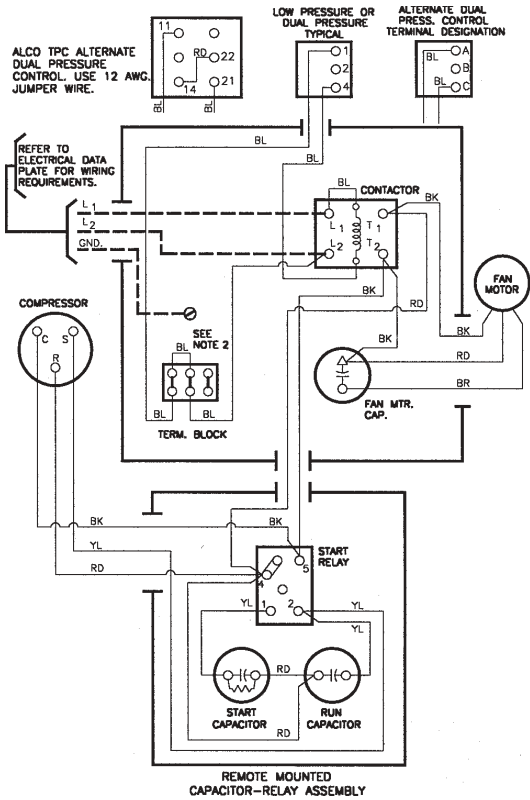 ALCO TPC ALTERNATE
DUAL PRESSURE
CONTROL. USE 12 AWG.
JUMPER WIRE.
11
RD
22
14
21
BL
BL
LOW PRESSURE OR
DUAL PRESSURE
TYPICAL
1
2
4
ALTERNATE DUAL
PRESS. CONTROL
TERMINAL DESIGNATION
A
BL
B
BL
C
BL
BL
REFER TO
ELECTRICAL DATA
PLATE FOR WIRING
REQUIREMENTS.
L1
L2
GND.
BL
CONTACTOR
BK
L1
T1
L2
T2
BK
RD
FAN
MOTOR
COMPRESSOR
C
S
R
SEE
NOTE 2
BL
BL
BL
TERM. BLOCK
BK
BK
RD
BR
FAN MTR.
CAP.
BK
BK
YL
RD
START
RELAY
4
5
1
2
YL
YL
YL
RD
START
CAPACITOR
RUN
CAPACITOR
RD
REMOTE MOUNTED
CAPACITOR-RELAY ASSEMBLY